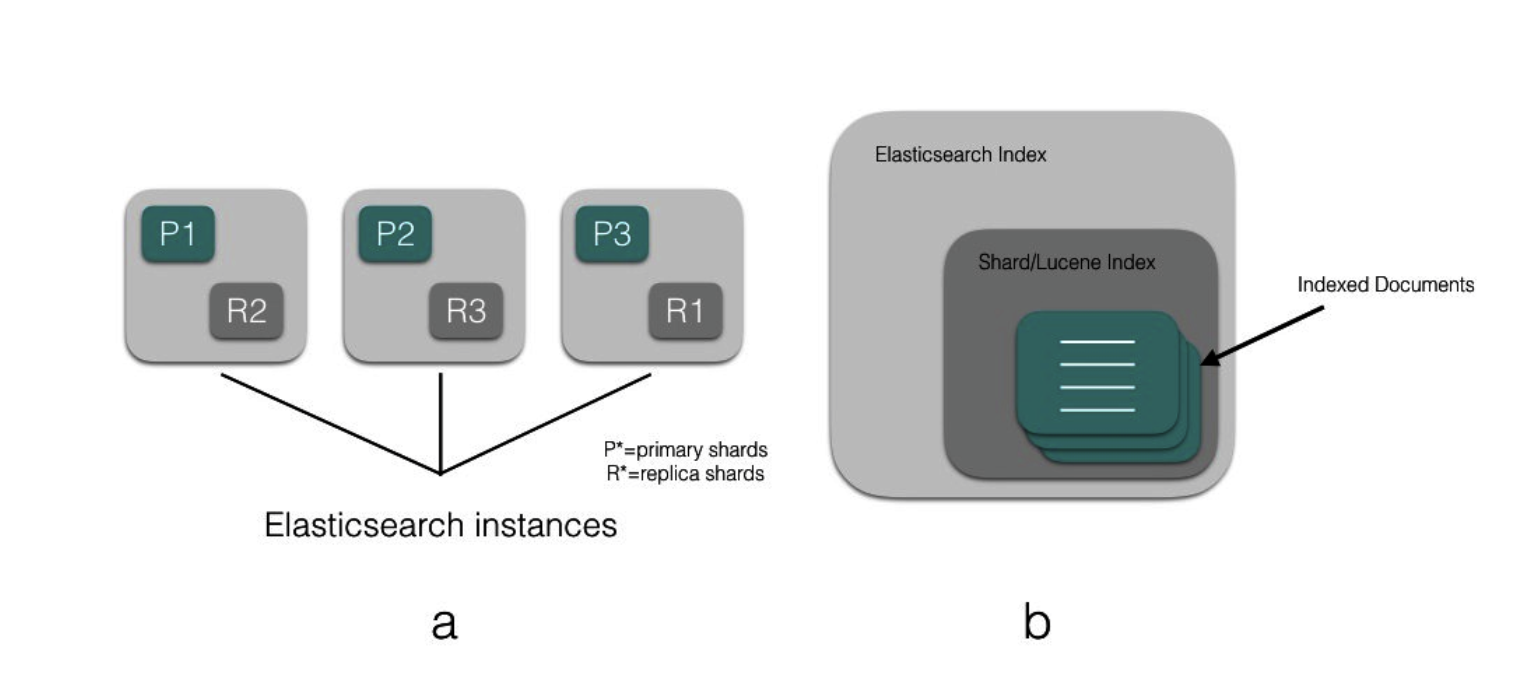 P1
R2
P2
R3
P3
R1
P*=primary shards
R*=replica shards
Elasticsearch instances
a
Elasticsearch Index
Shard/Lucene Index
Indexed Documents
b